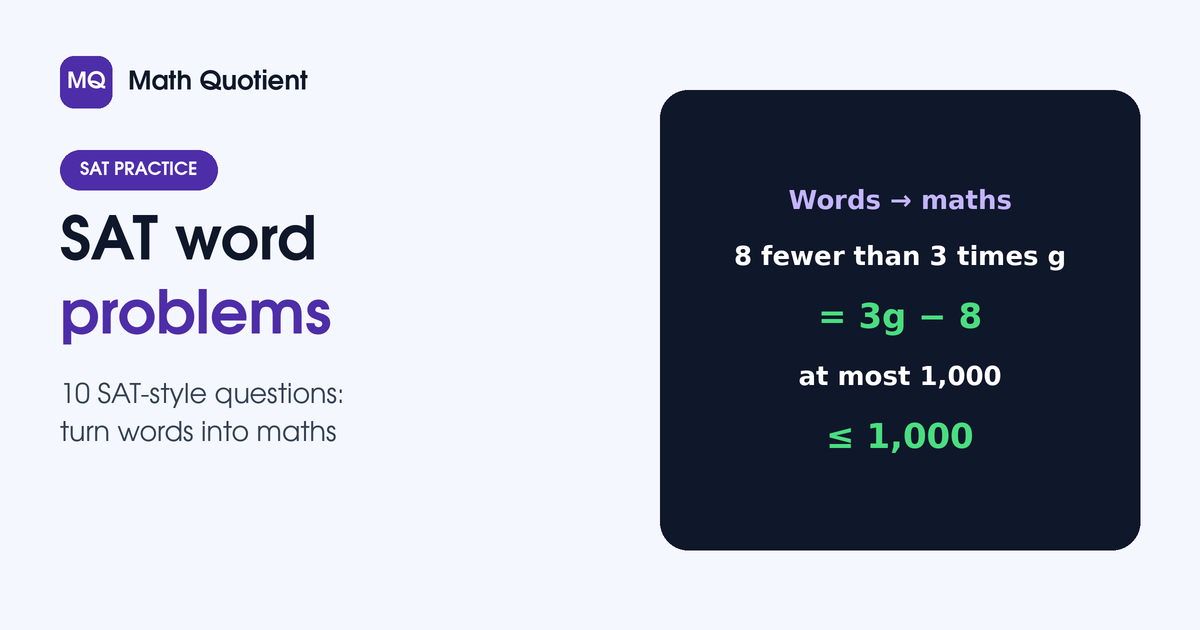 MQ Math Quotient
SAT PRACTICE
SAT word
problems
10 SAT-style questions:
turn words into maths
Words → maths
8 fewer than 3 times g
= 3g − 8
at most 1,000
≤ 1,000